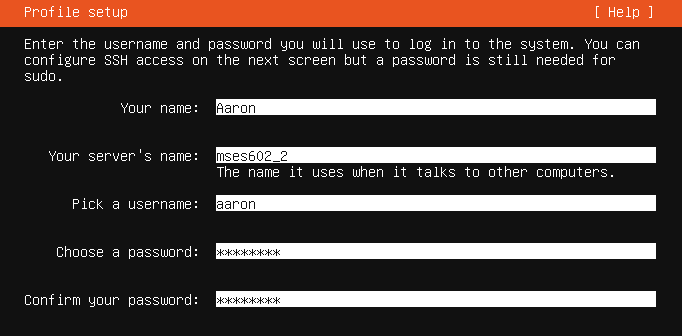 Profile setup [ Help ]
Enter the username and password you will use to log in to the system. You can
configure SSH access on the next screen but a password is still needed for
sudo.
Your name: Aaron
Your server's name: mses602_2
The name it uses when it talks to other computers.
Pick a username: aaron
Choose a password: ********
Confirm your password: ********